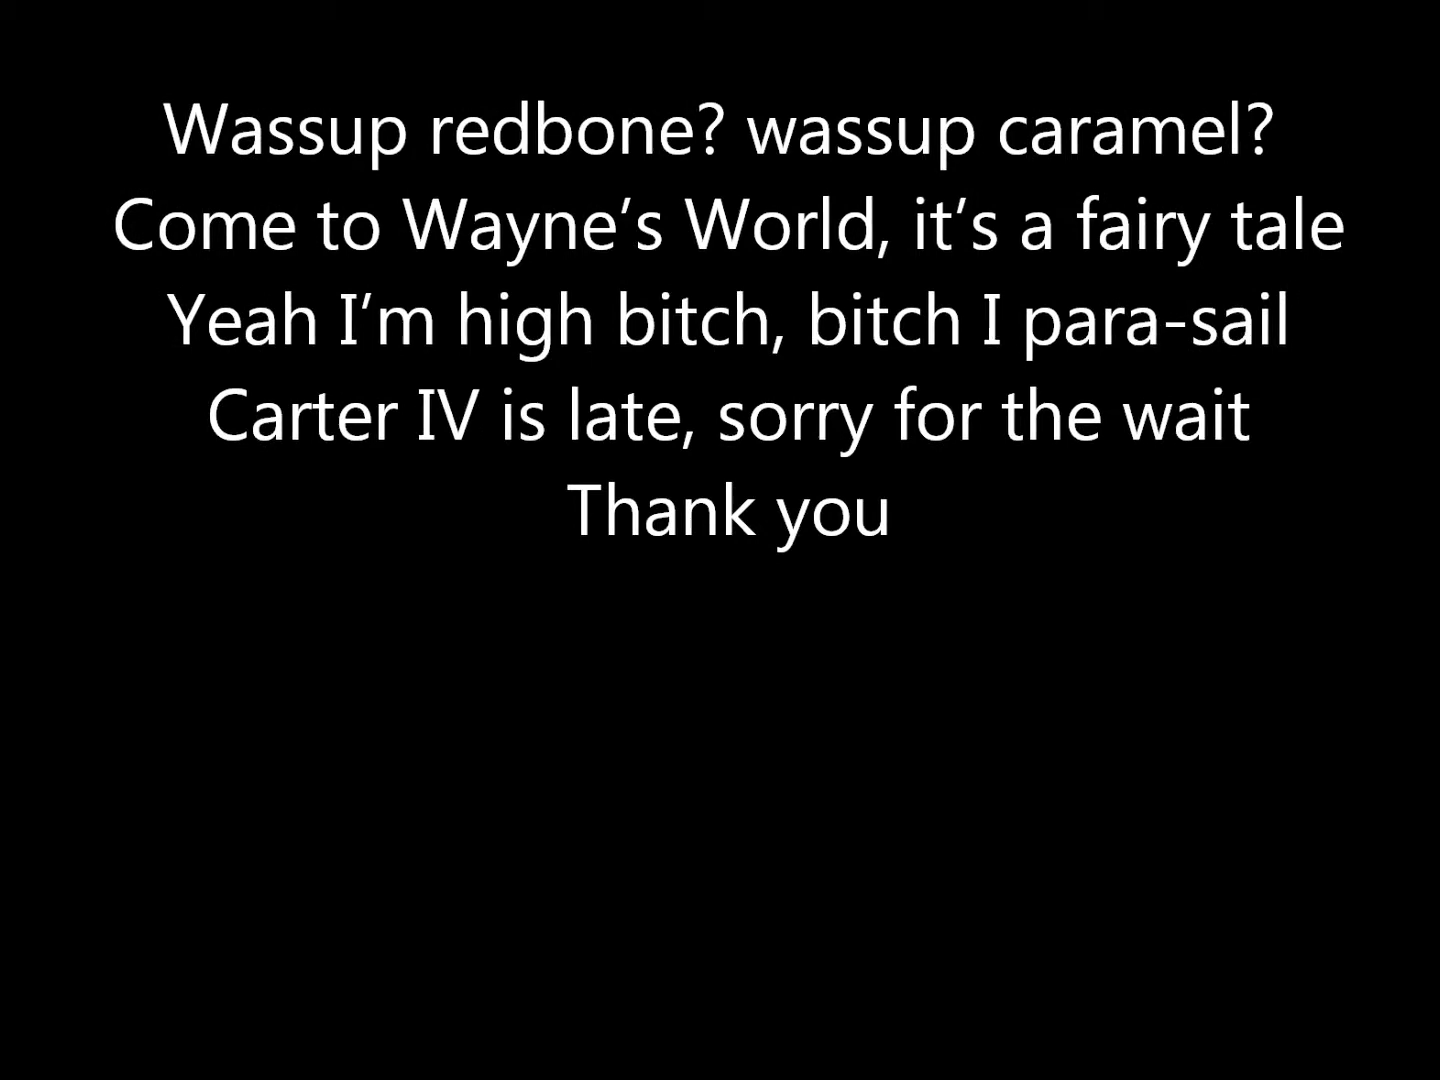 Wassup redbone? wassup caramel?
Come to Wayne’s World, it’s a fairy tale
Yeah I’m high bitch, bitch I para-sail
Carter IV is late, sorry for the wait
Thank you